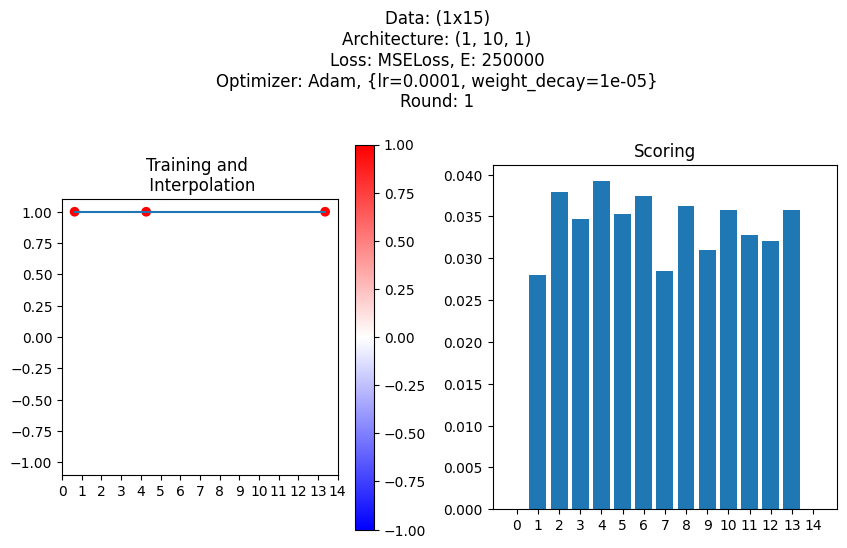 Data: (1x15)
Architecture: (1, 10, 1)
Loss: MSELoss, E: 250000
Optimizer: Adam, {lr=0.0001, weight_decay=1e-05}
Round: 1
Training and
Interpolation
1.00
0.75
0.50
0.25
0.00
−0.25
−0.50
−0.75
−1.00
0 1 2 3 4 5 6 7 8 9 10 11 12 13 14
1.00
0.75
0.50
0.25
0.00
−0.25
−0.50
−0.75
−1.00
Scoring
0.040
0.035
0.030
0.025
0.020
0.015
0.010
0.005
0.000
0 1 2 3 4 5 6 7 8 9 10 11 12 13 14